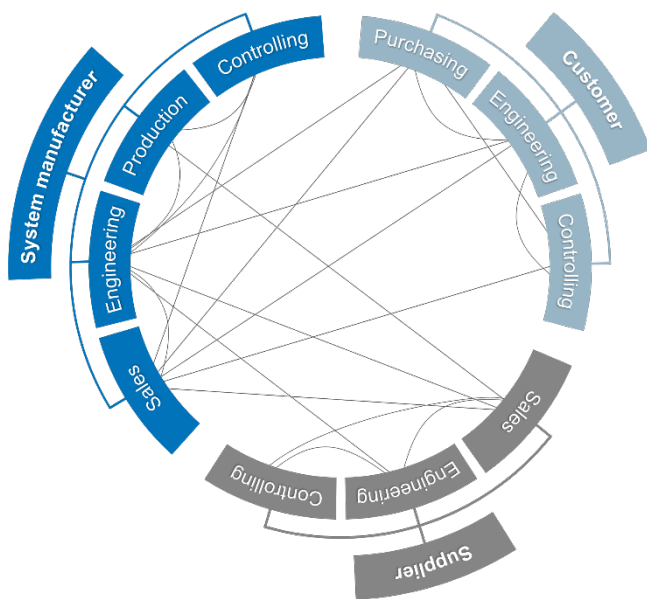 System manufacturer
Controlling
Production
Engineering
Sales
Customer
Purchasing
Engineering
Controlling
Supplier
Sales
Engineering
Controlling